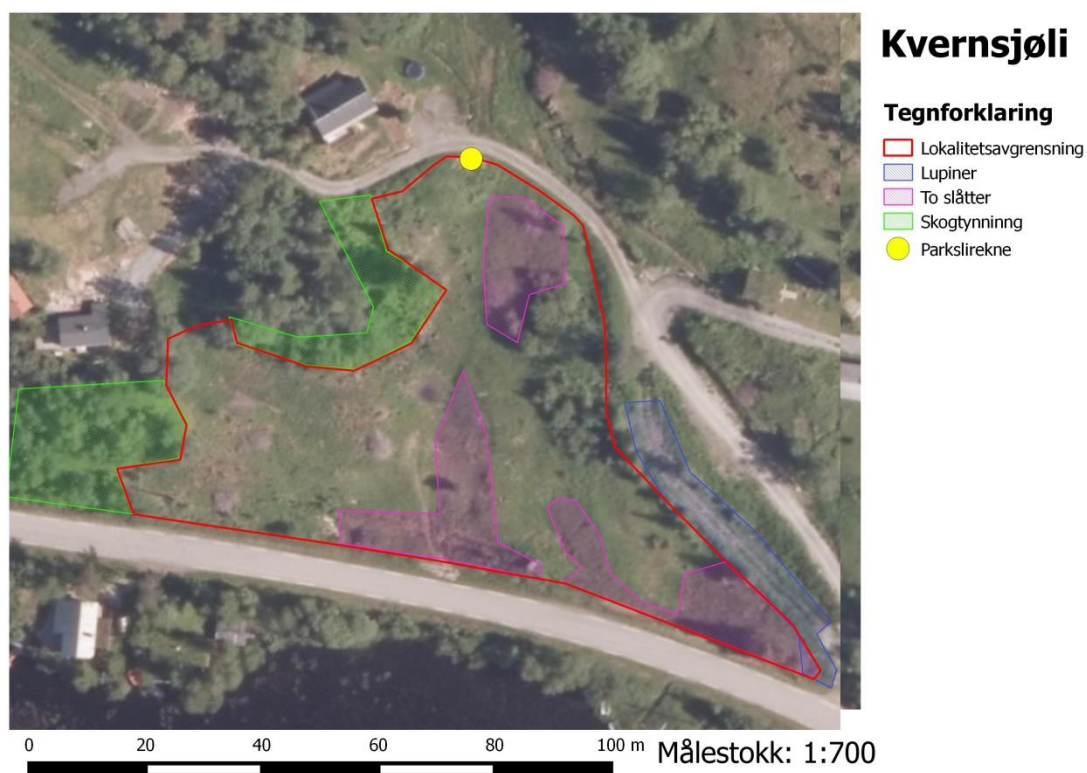 Kvernsjøli
Tegnforklaring
Lokalitetsavgrensning
Lupiner
To slåtter
Skogtynninng
Parkslirekne
0 20 40 60 80 100 m Målestokk: 1:700